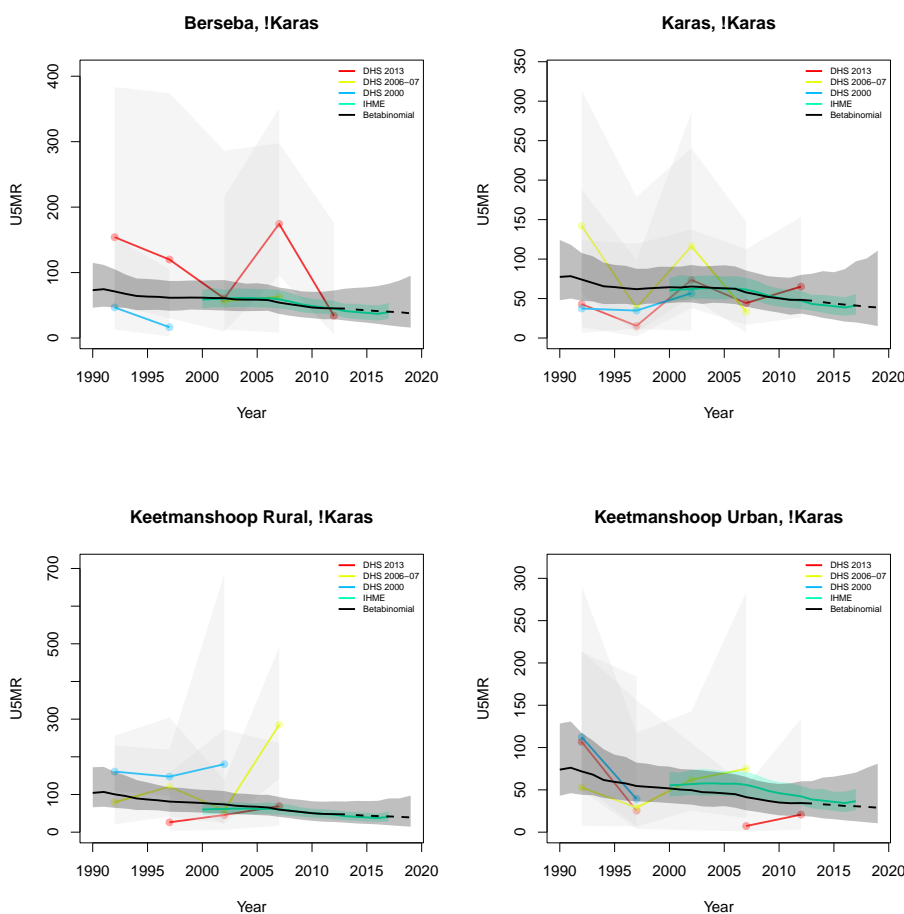 Berseba, !Karas
U5MR
400
300
200
100
0
DHS 2013
DHS 2006−07
DHS 2000
IHME
Betabinomial
1990 1995 2000 2005 2010 2015 2020
Year
Karas, !Karas
U5MR
350
300
250
200
150
100
50
0
DHS 2013
DHS 2006−07
DHS 2000
IHME
Betabinomial
1990 1995 2000 2005 2010 2015 2020
Year
Keetmanshoop Rural, !Karas
U5MR
700
500
300
100
0
DHS 2013
DHS 2006−07
DHS 2000
IHME
Betabinomial
1990 1995 2000 2005 2010 2015 2020
Year
Keetmanshoop Urban, !Karas
U5MR
300
250
200
150
100
50
0
DHS 2013
DHS 2006−07
DHS 2000
IHME
Betabinomial
1990 1995 2000 2005 2010 2015 2020
Year